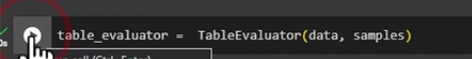 table_evaluator = TableEvaluator(data, samples)